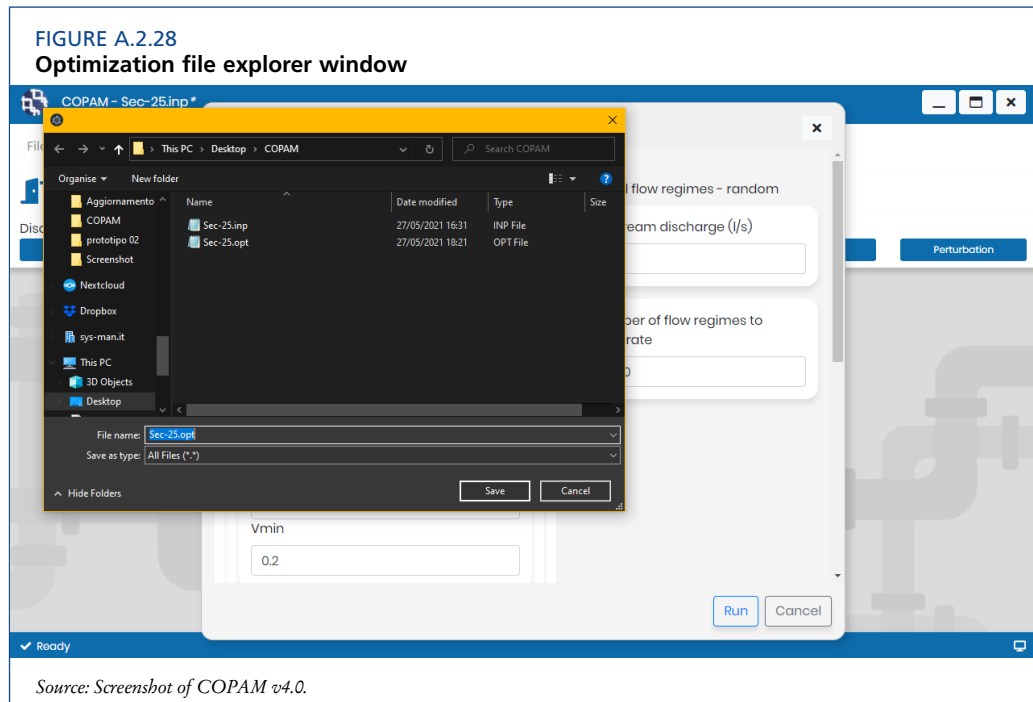 FIGURE A.2.28
Optimization file explorer window
COPAM - Sec-25.inp*
File
This PC > Desktop > COPAM
Search COPAM
Organise
New folder
Aggiornamento
COPAM
prototipo 02
Screenshot
Nextcloud
Dropbox
sys-man.it
This PC
3D Objects
Desktop
Name
Date modified
Type
Size
Sec-25.inp
27/05/2021 16:31
INP File
Sec-25.opt
27/05/2021 18:21
OPT File
File name: Sec-25.opt
Save as type: All Files (*.*)
Hide Folders
Save
Cancel
l flow regimes - random
eam discharge (l/s)
ber of flow regimes to
rate
Perturbation
Vmin
0.2
Run
Cancel
Ready
Source: Screenshot of COPAM v4.0.